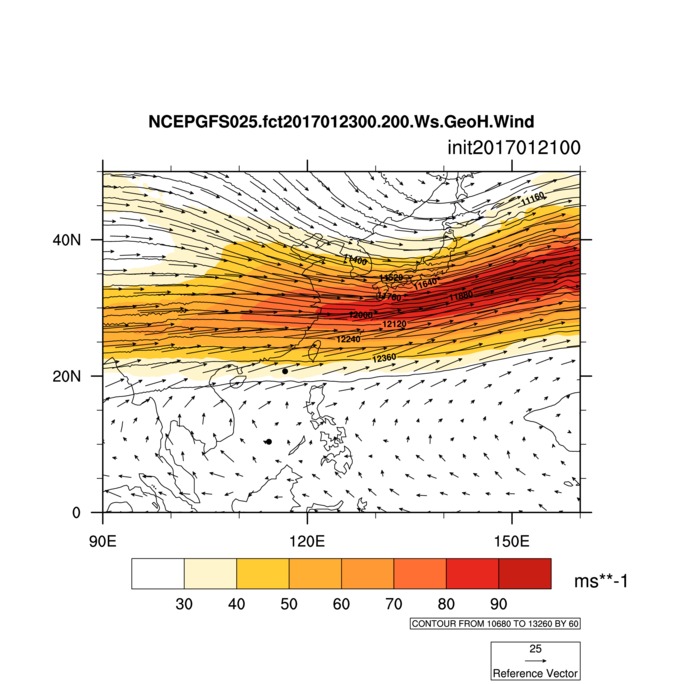 NCEPGFS025.fct2017012300.200.Ws.GeoH.Wind
init2017012100
11160
40N
11400
11520
11640
11760
11880
12000
12120
12240
12360
20N
0
90E 120E 150E
ms**-1
30 40 50 60 70 80 90
CONTOUR FROM 10680 TO 13260 BY 60
25
Reference Vector